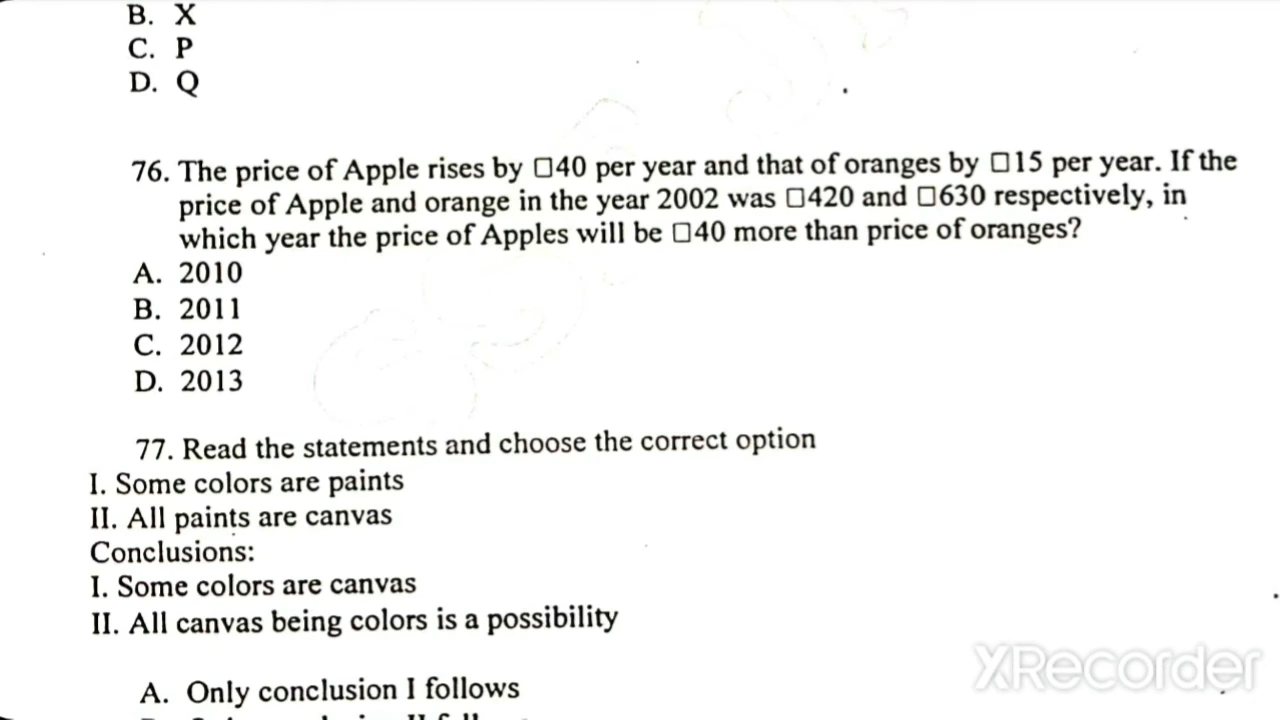 B. X
C. P
D. Q
76. The price of Apple rises by □40 per year and that of oranges by □15 per year. If the
price of Apple and orange in the year 2002 was □420 and □630 respectively, in
which year the price of Apples will be □40 more than price of oranges?
A. 2010
B. 2011
C. 2012
D. 2013
77. Read the statements and choose the correct option
I. Some colors are paints
II. All paints are canvas
Conclusions:
I. Some colors are canvas
II. All canvas being colors is a possibility
A. Only conclusion I follows
XRecorder